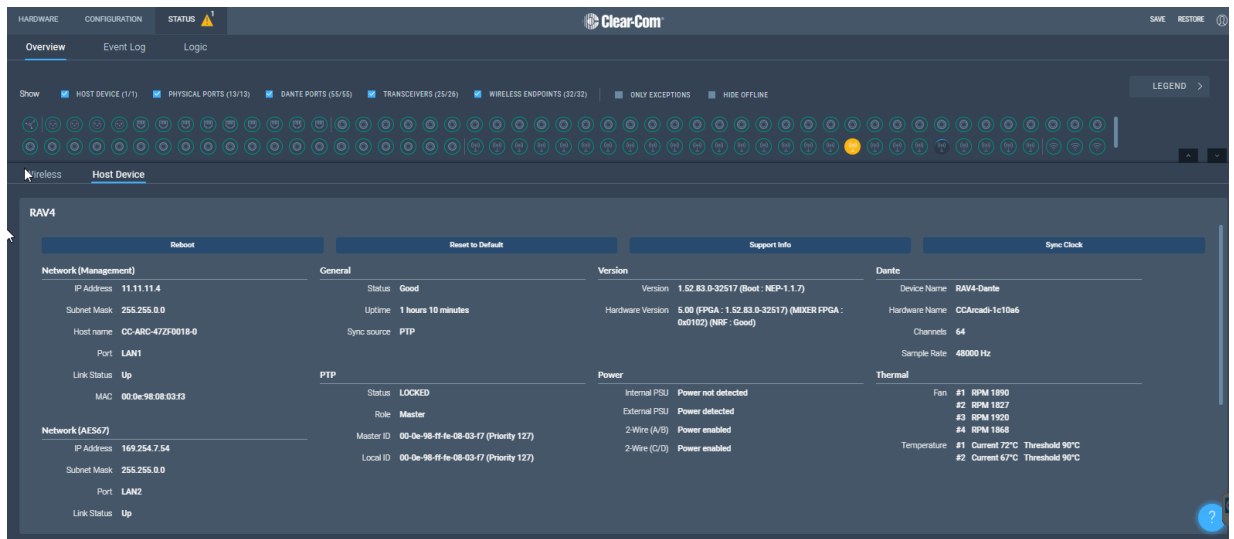 HARDWARE CONFIGURATION STATUS 1 Clear-Com SAVE RESTORE
Overview Event Log Logic
Show HOST DEVICE (1/1) PHYSICAL PORTS (13/13) DANTE PORTS (55/55) TRANSCEIVERS (25/26) WIRELESS ENDPOINTS (32/32) ONLY EXCEPTIONS HIDE OFFLINE LEGEND >
Wireless Host Device
RAV4
Reboot Reset to Default Support Info Sync Clock
Network (Management) General Version Dante
IP Address 11.11.11.4 Status Good Version 1.52.83.0-32517 (Boot : NEP-1.1.7) Device Name RAV4-Dante
Subnet Mask 255.255.0.0 Uptime 1 hours 10 minutes Hardware Version 5.00 (FPGA : 1.52.83.0-32517) (MIXER FPGA : Hardware Name CCArcadi-1c10a6
0x0102) (NRF : Good)
Host name CC-ARC-47ZF0018-0 Sync source PTP Channels 64
Port LAN1 Sample Rate 48000 Hz
Link Status Up PTP Power Thermal
MAC 00:0e:98:08:03:f3 Status LOCKED Internal PSU Power not detected Fan #1 RPM 1890
#2 RPM 1827
Role Master External PSU Power detected #3 RPM 1920
Network (AES67) 2-Wire (A/B) Power enabled #4 RPM 1868
Master ID 00-0e-98-ff-fe-08-03-f7 (Priority 127)
IP Address 169.254.7.54 2-Wire (C/D) Power enabled Temperature #1 Current 72°C Threshold 90°C
Local ID 00-0e-98-ff-fe-08-03-f7 (Priority 127) #2 Current 67°C Threshold 90°C
Subnet Mask 255.255.0.0
Port LAN2
Link Status Up
?